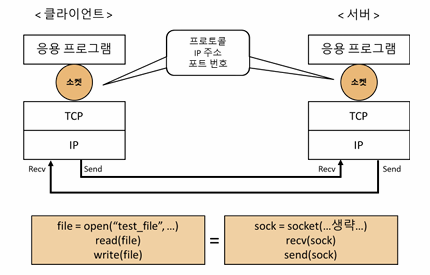 < 클라이언트 >
< 서버 >
응용 프로그램
프로토콜
IP 주소
포트 번호
응용 프로그램
소켓
소켓
TCP
TCP
IP
IP
Recv
Send
Recv
Send
file = open(“test_file”, ...)
read(file)
write(file)
=
sock = socket(...생략...)
recv(sock)
send(sock)